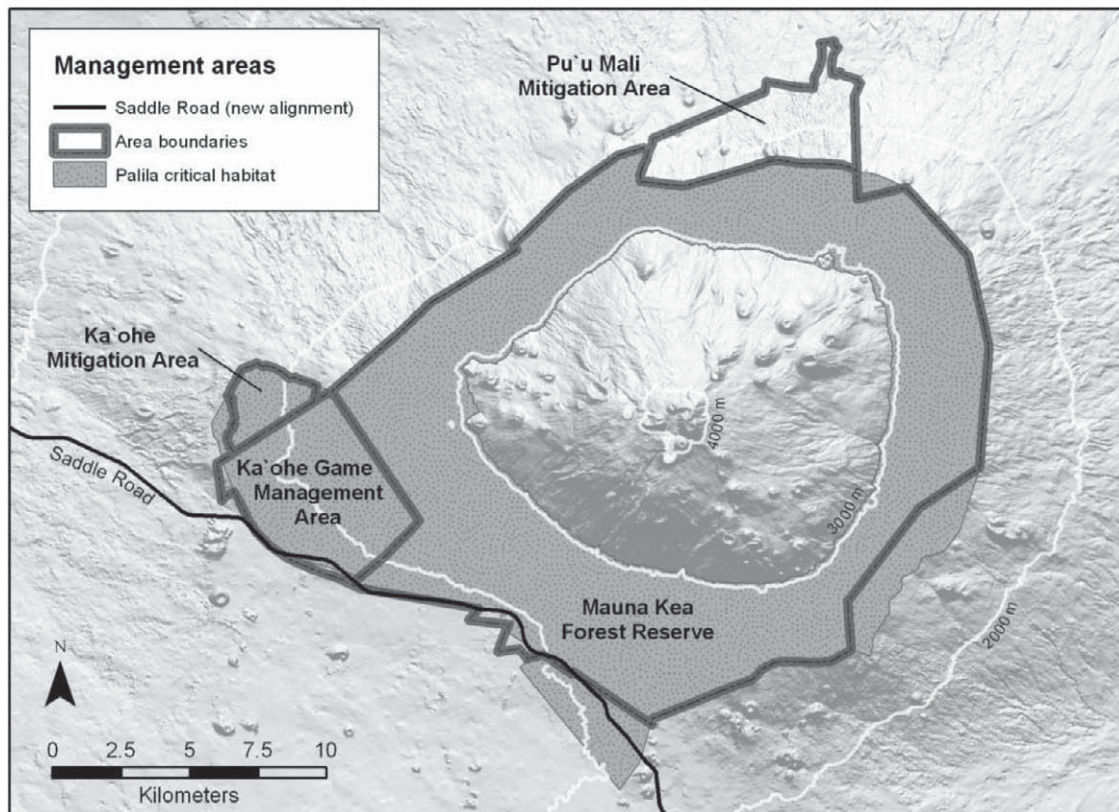 Management areas
Saddle Road (new alignment)
Area boundaries
Palila critical habitat
Pu`u Mali
Mitigation Area
Ka`ohe
Mitigation Area
Saddle Road
Ka`ohe Game
Management
Area
4000 m
3000 m
Mauna Kea
Forest Reserve
2000 m
N
0 2.5 5 7.5 10
Kilometers